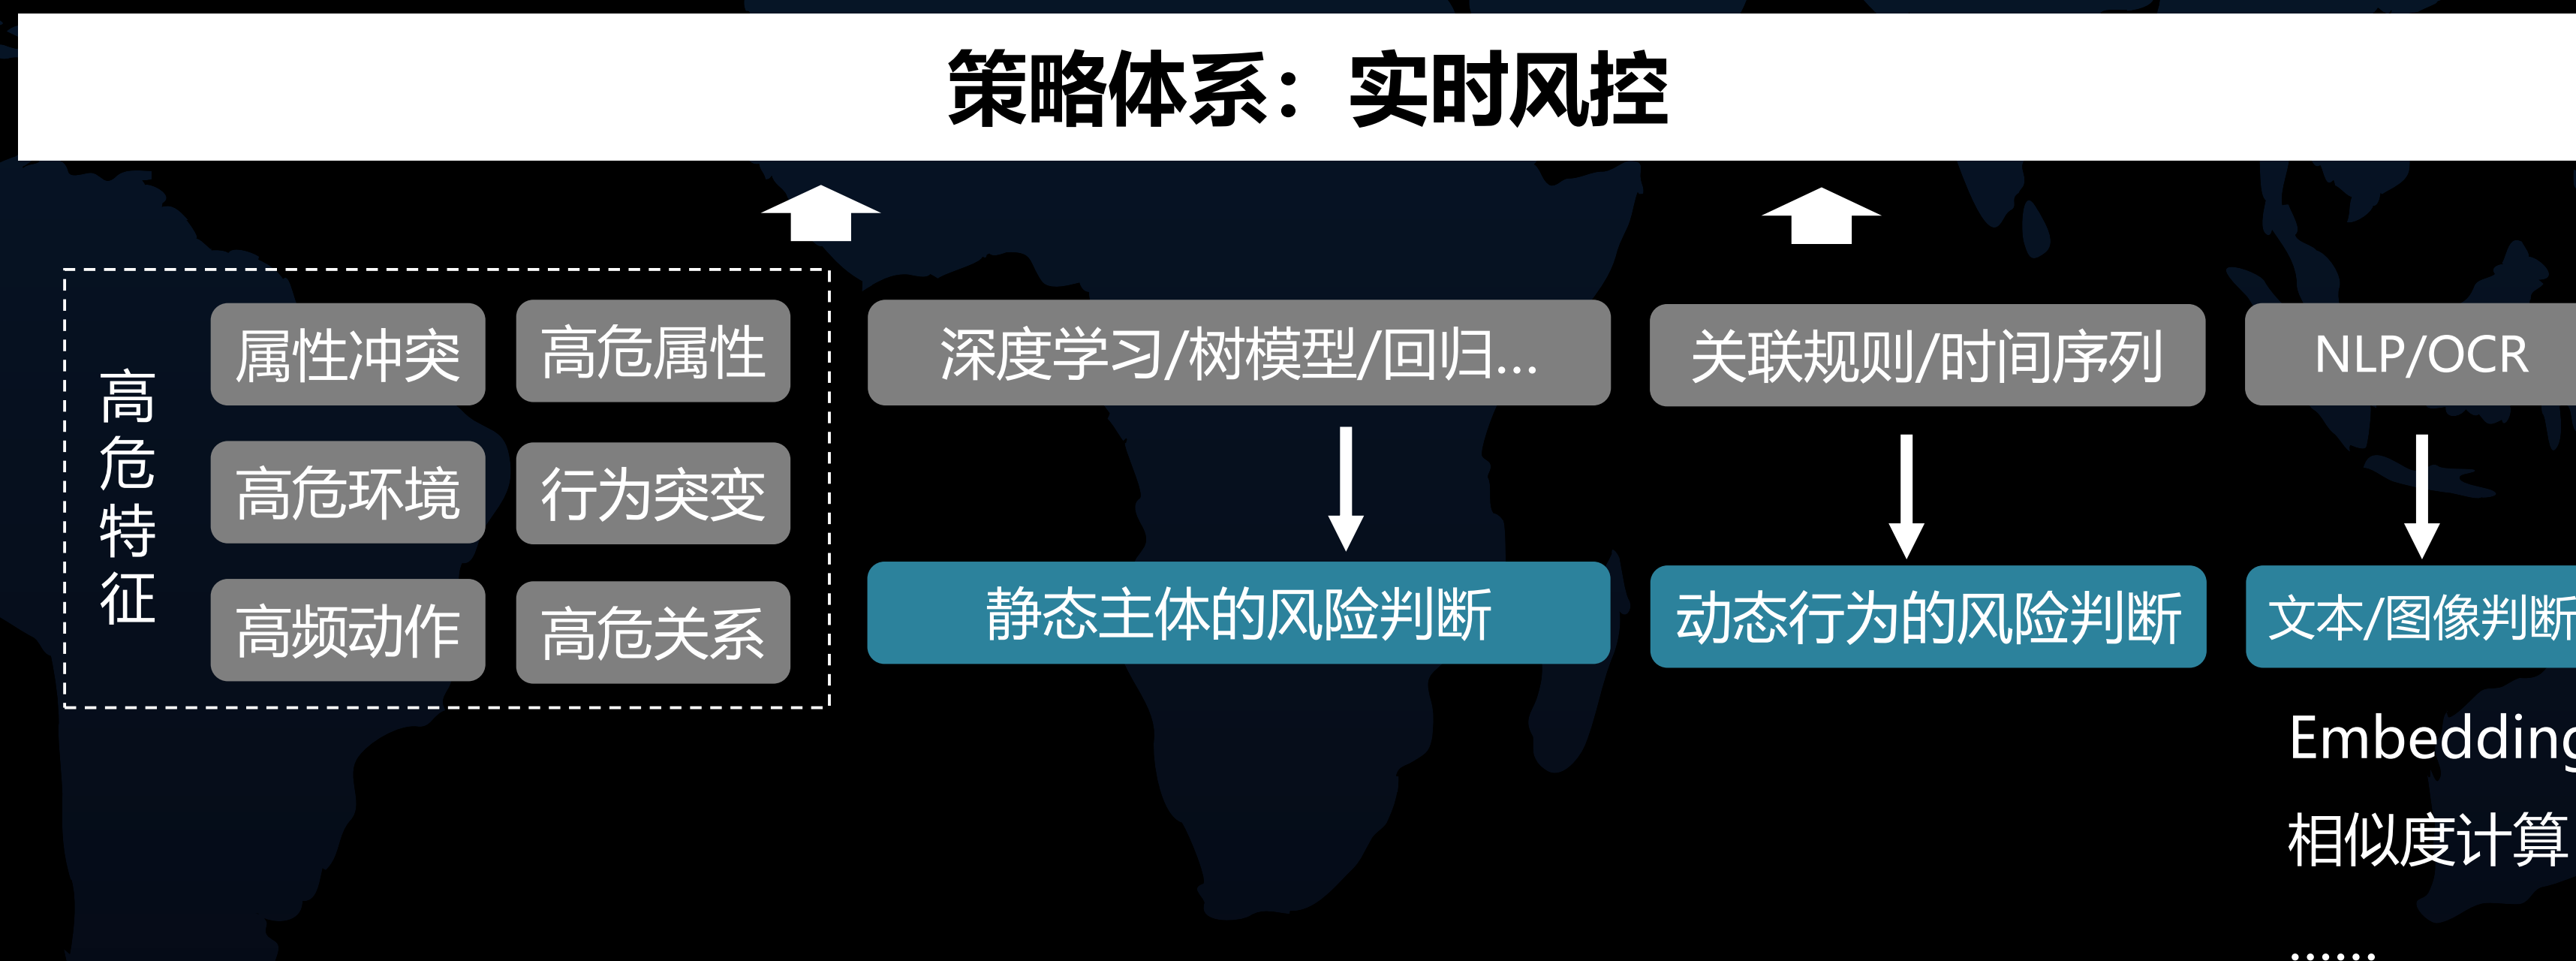 策略体系：实时风控
高危特征
属性冲突
高危属性
高危环境
行为突变
高频动作
高危关系
深度学习/树模型/回归...
关联规则/时间序列
NLP/OCR
静态主体的风险判断
动态行为的风险判断
文本/图像判断
Embedding
相似度计算
......